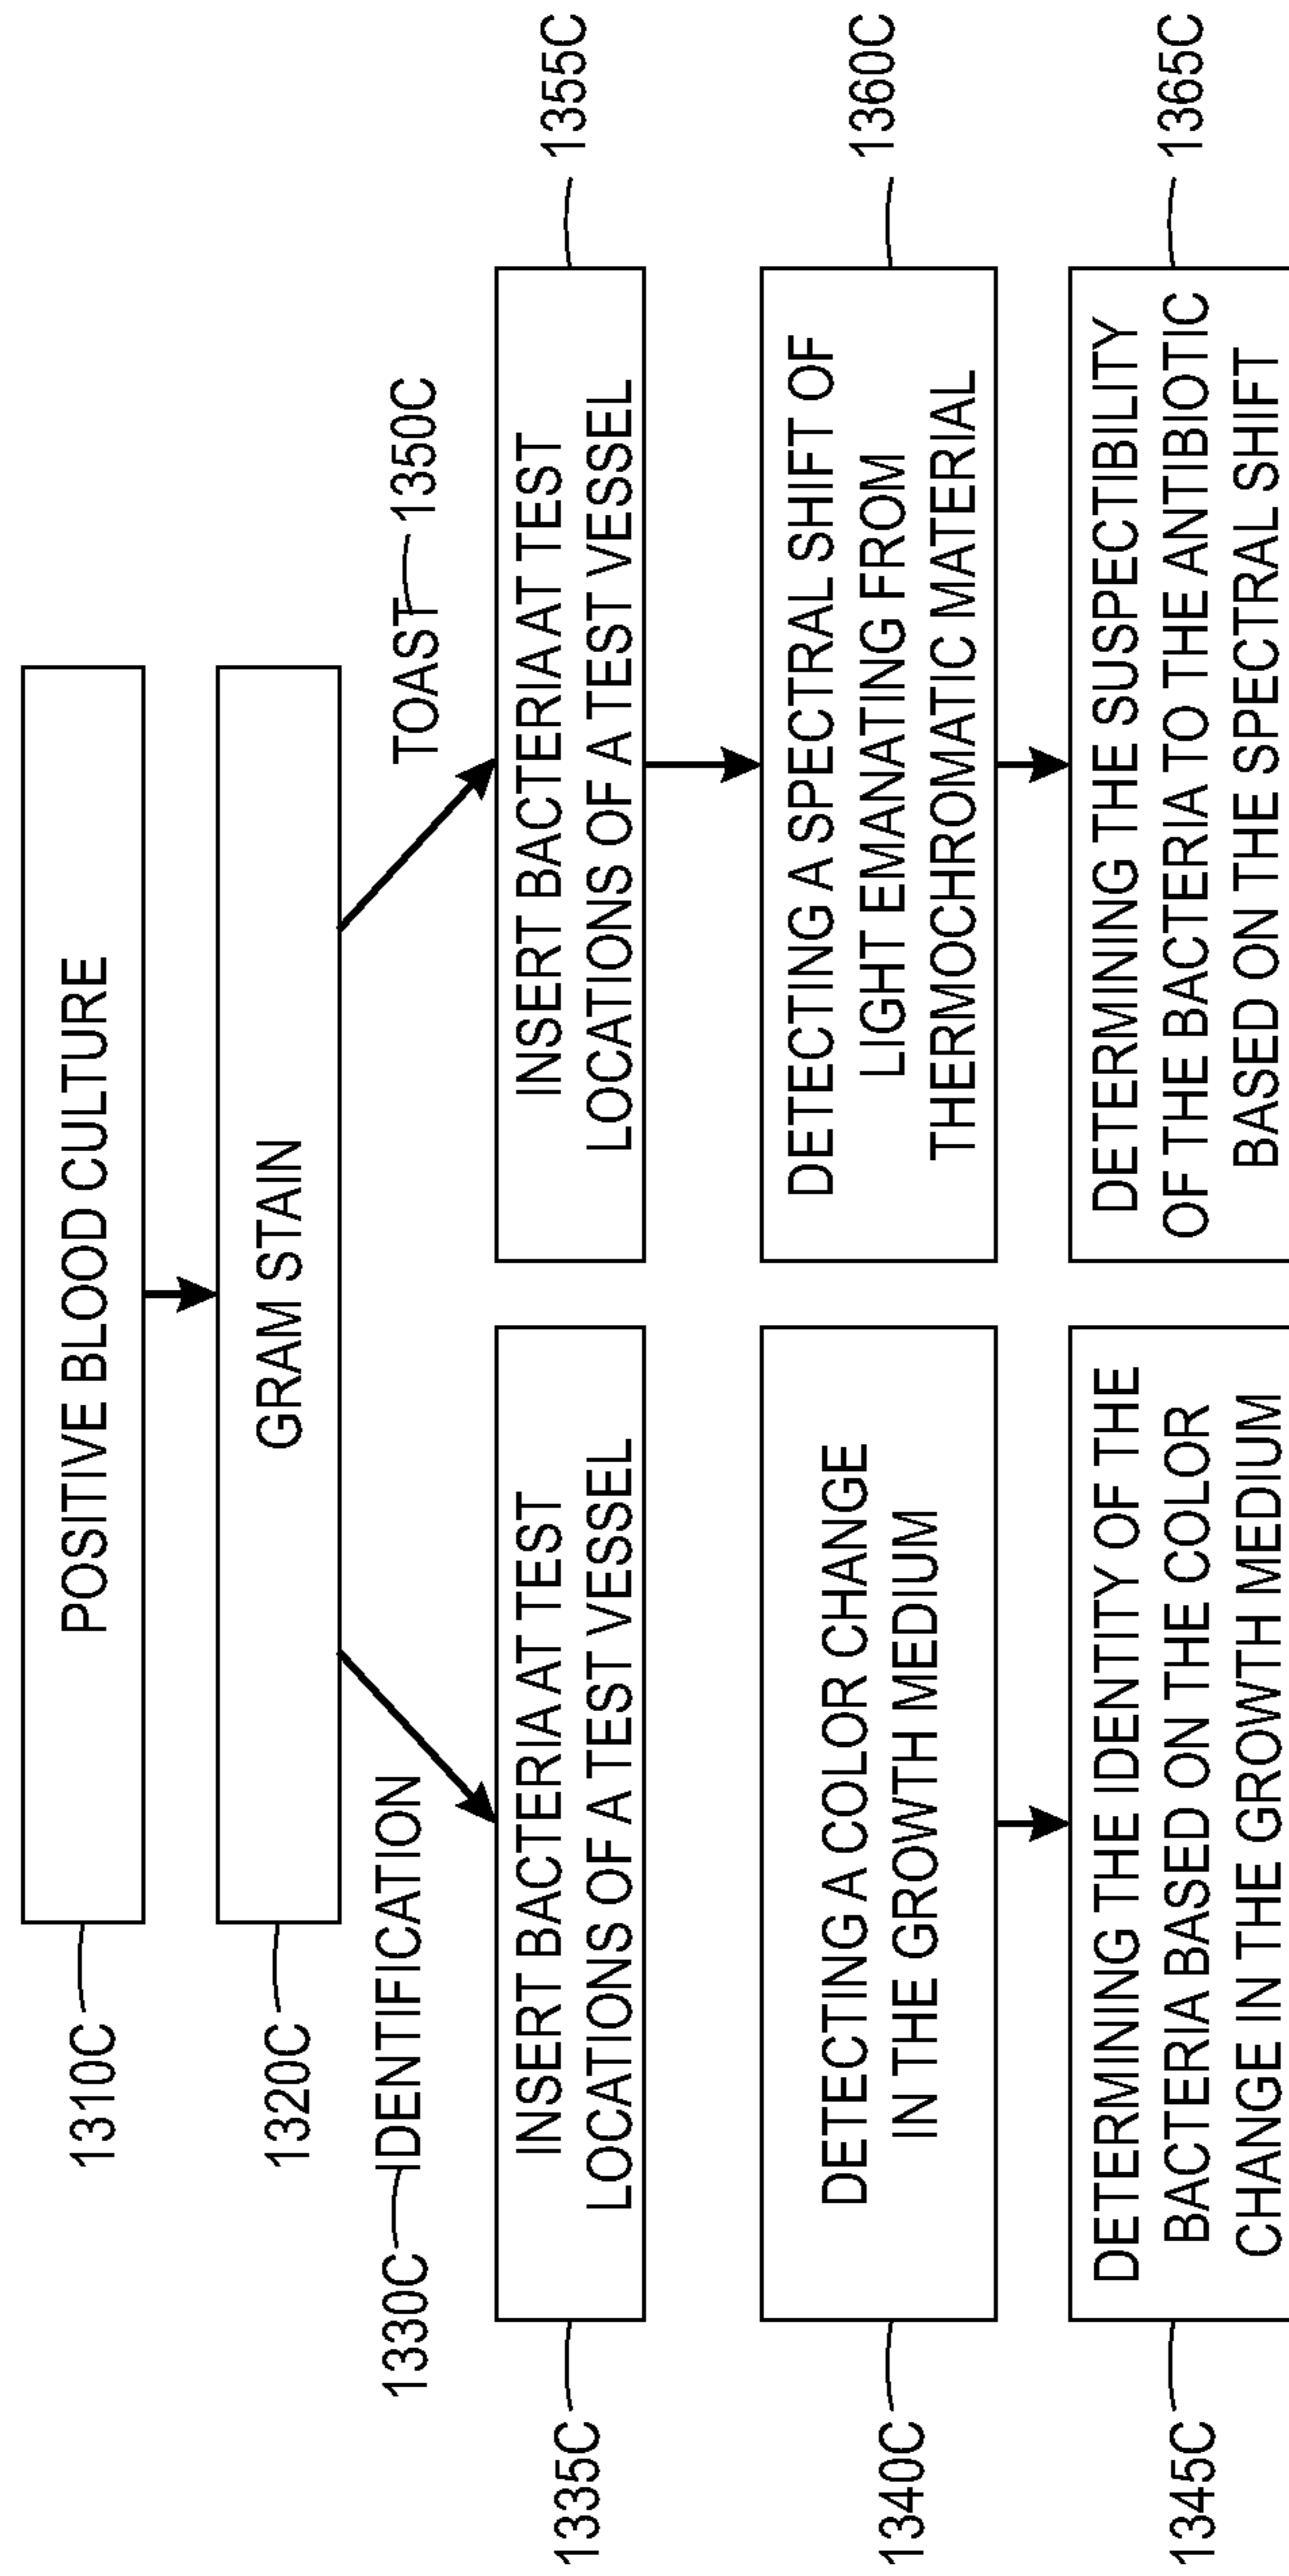 POSITIVE BLOOD CULTURE
1310C
GRAM STAIN
1320C
1330C
IDENTIFICATION
TOAST
1350C
INSERT BACTERIA AT TEST
LOCATIONS OF A TEST VESSEL
1335C
INSERT BACTERIA AT TEST
LOCATIONS OF A TEST VESSEL
1355C
DETECTING A COLOR CHANGE
IN THE GROWTH MEDIUM
1340C
DETECTING A SPECTRAL SHIFT OF
LIGHT EMANATING FROM
THERMOCHROMATIC MATERIAL
1360C
DETERMINING THE IDENTITY OF THE
BACTERIA BASED ON THE COLOR
CHANGE IN THE GROWTH MEDIUM
1345C
DETERMINING THE SUSPECTIBILITY
OF THE BACTERIA TO THE ANTIBIOTIC
BASED ON THE SPECTRAL SHIFT
1365C